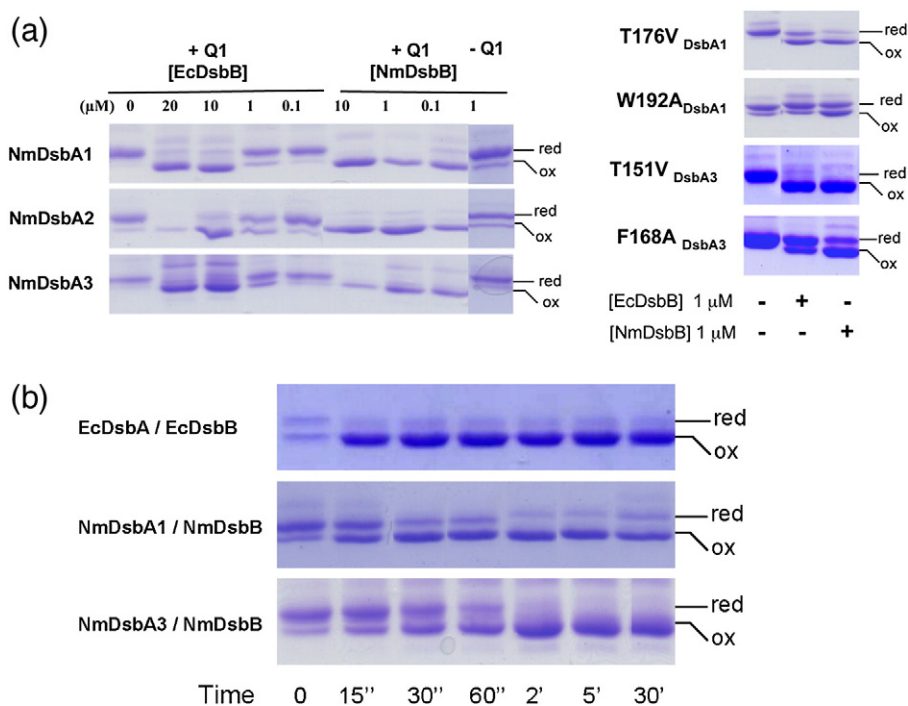 (a)
+ Q1 + Q1 - Q1
[EcDsbB] [NmDsbB]
(μM) 0 20 10 1 0.1 10 1 0.1 1
NmDsbA1 red
ox
NmDsbA2 red
ox
NmDsbA3 red
ox
T176V DsbA1 red
ox
W192A DsbA1 red
ox
T151V DsbA3 red
ox
F168A DsbA3 red
ox
[EcDsbB] 1 μM - + -
[NmDsbB] 1 μM - - +
(b)
EcDsbA / EcDsbB red
ox
NmDsbA1 / NmDsbB red
ox
NmDsbA3 / NmDsbB red
ox
Time 0 15’’ 30’’ 60’’ 2’ 5’ 30’